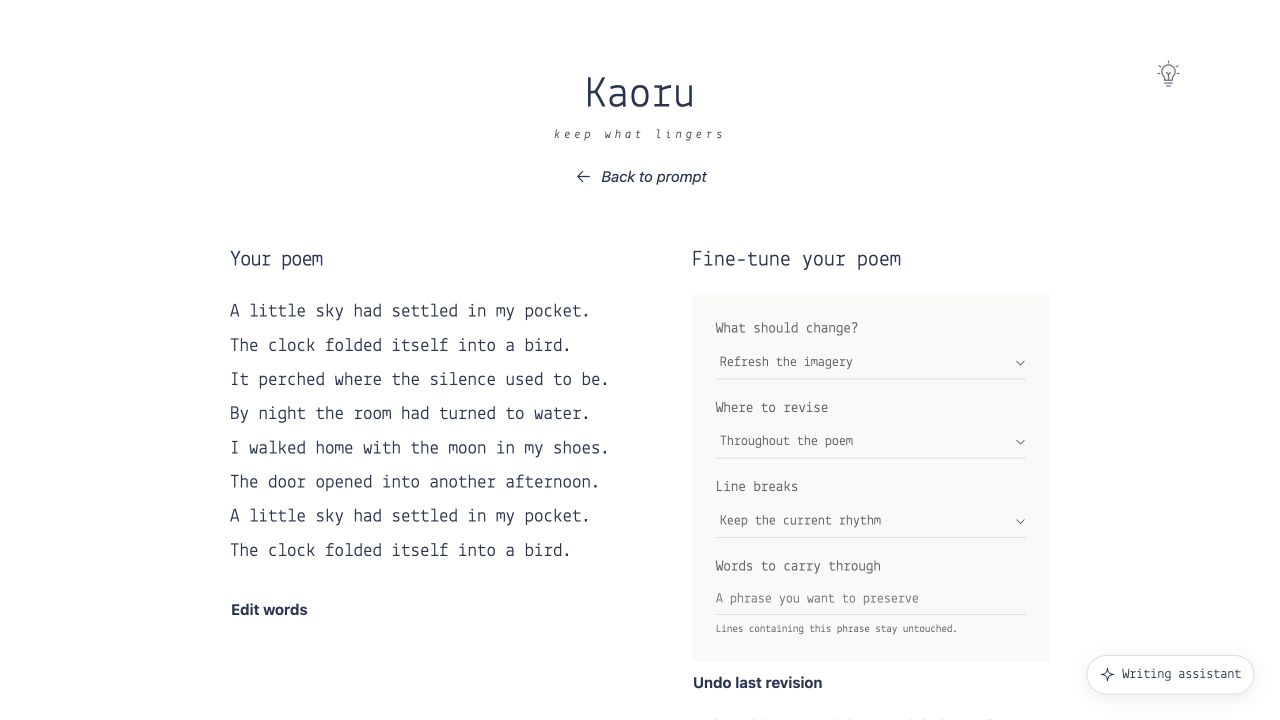 Kaoru
keep what lingers
Back to prompt
Your poem
A little sky had settled in my pocket.
The clock folded itself into a bird.
It perched where the silence used to be.
By night the room had turned to water.
I walked home with the moon in my shoes.
The door opened into another afternoon.
A little sky had settled in my pocket.
The clock folded itself into a bird.
Edit words
Fine-tune your poem
What should change?
Refresh the imagery
Where to revise
Throughout the poem
Line breaks
Keep the current rhythm
Words to carry through
A phrase you want to preserve
Lines containing this phrase stay untouched.
Undo last revision
Writing assistant